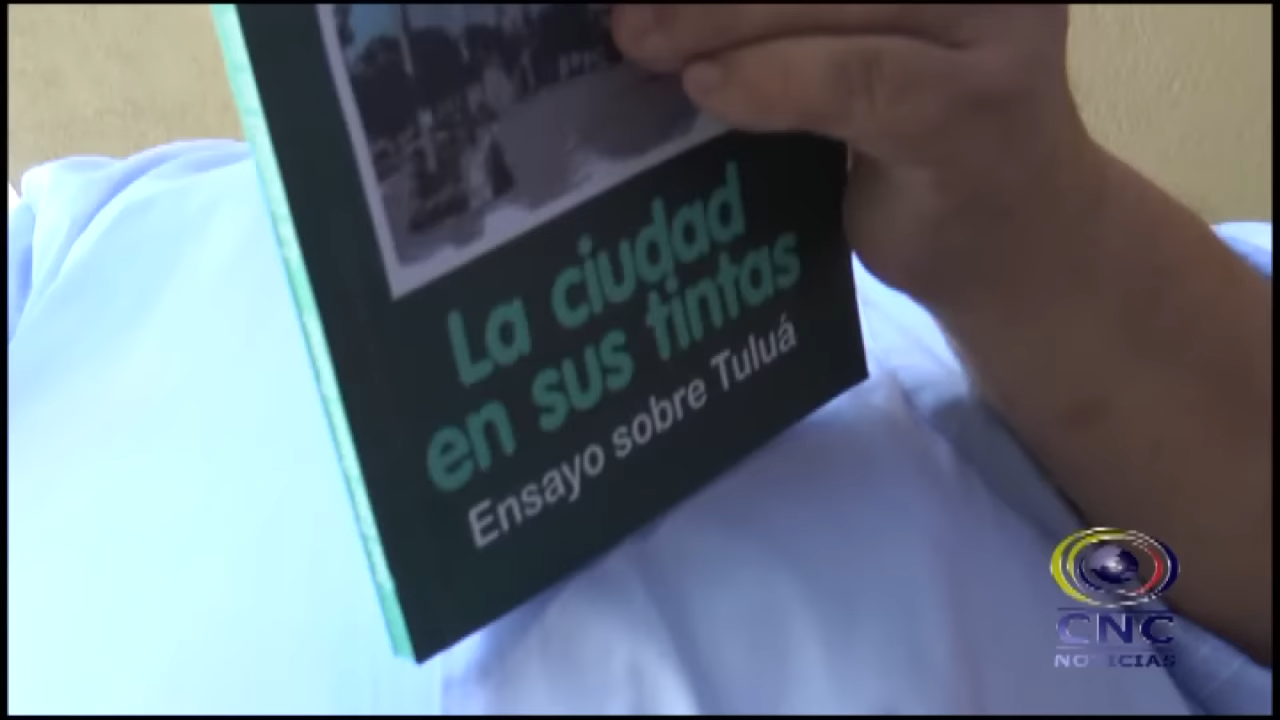 La ciudad
en sus tintas
Ensayo sobre Tuluá
CNC
NOTICIAS